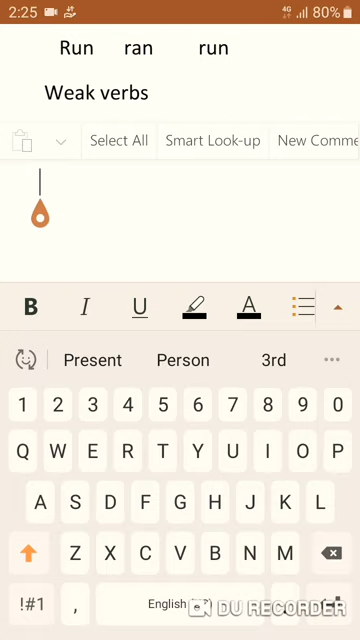 2:25 4G 80%
Run ran run
Weak verbs
Select All Smart Look-up New Comme
B I U A
Present Person 3rd
1 2 3 4 5 6 7 8 9 0
Q W E R T Y U I O P
A S D F G H J K L
Z X C V B N M
!#1 , English
DU RECORDER